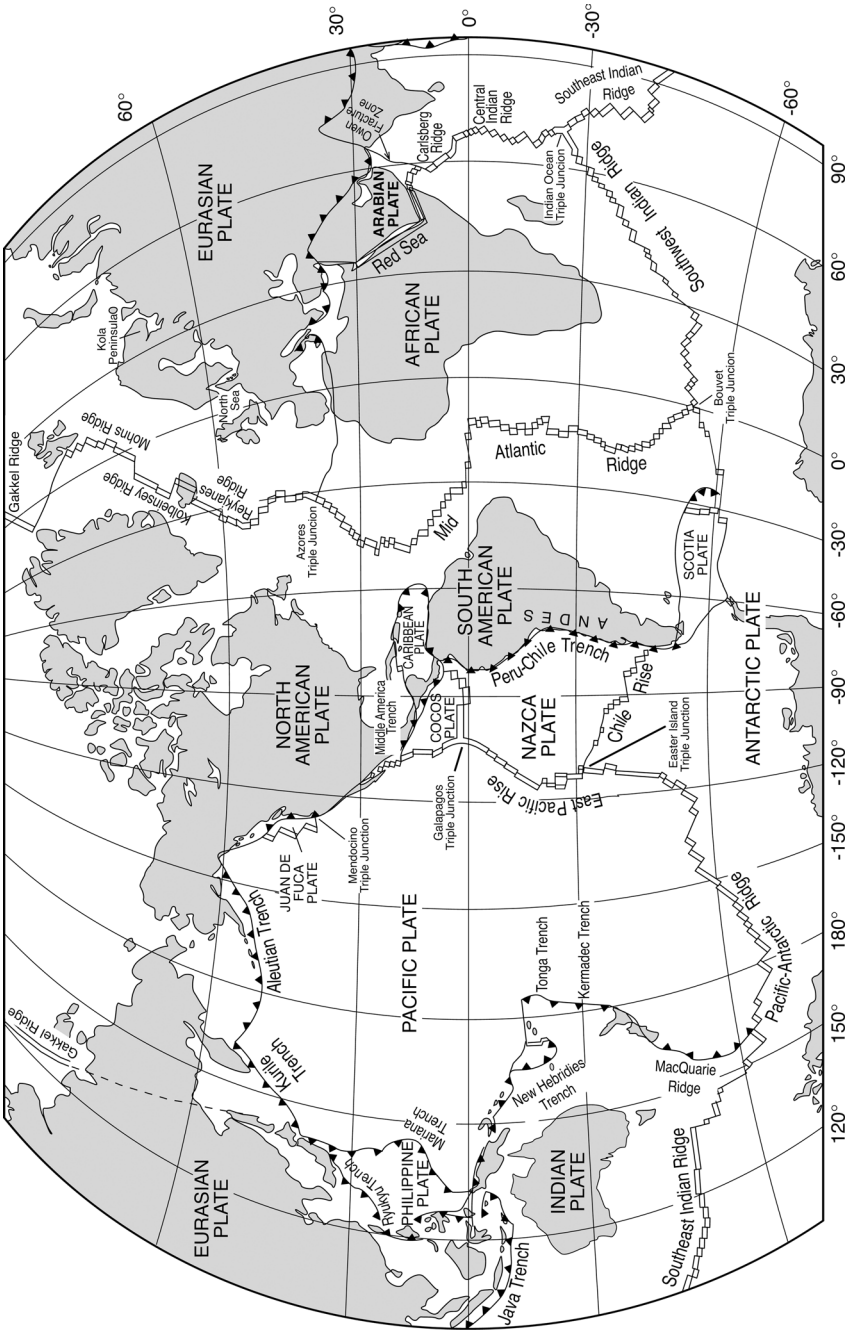 30°
0°
-30°
60°
-60°
90°
60°
30°
0°
-30°
-60°
-90°
-120°
-150°
180°
150°
120°
EURASIAN
PLATE
ARABIAN
PLATE
Red Sea
Owen
Fracture
Zone
Carlsberg
Ridge
Central
Indian
Ridge
Southeast Indian
Ridge
Indian Ocean
Triple Junction
Southwest Indian Ridge
AFRICAN
PLATE
Kola
Peninsula
North
Sea
Gakkel Ridge
Mohns Ridge
Kolbeinsey Ridge
Reykjanes
Ridge
Azores
Triple Juncion
Mid
Atlantic
Ridge
Bouvet
Triple Juncion
SCOTIA
PLATE
SOUTH
AMERICAN
PLATE
ANDES
Peru-Chile Trench
CARIBBEAN
PLATE
Middle America
Trench
COCOS
PLATE
NORTH
AMERICAN
PLATE
NAZCA
PLATE
Chile
Rise
ANTARCTIC PLATE
Easter Island
Triple Junction
East Pacific Rise
Galapagos
Triple Junction
Mendocino
Triple Junction
JUAN DE
FUCA
PLATE
PACIFIC PLATE
Aleutian Trench
Pacific-Antarctic
Ridge
Tonga Trench
Kermadec Trench
MacQuarie
Ridge
New Hebridies
Trench
Gakkel Ridge
Kurile
Trench
Mariana
Trench
Ryukyu Trench
PHILIPPINE
PLATE
INDIAN
PLATE
EURASIAN
PLATE
Java Trench
Southeast Indian Ridge